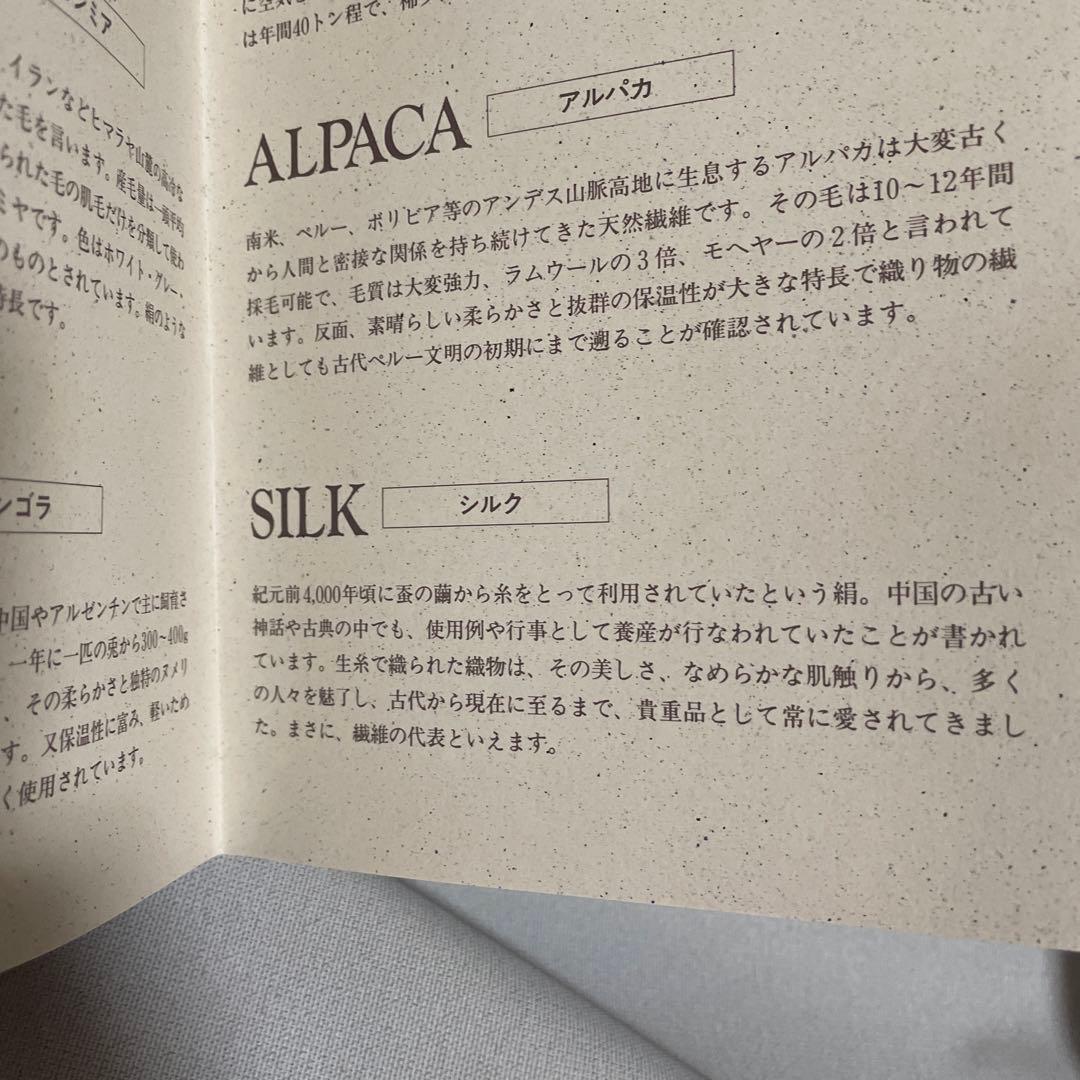 ンミア
イランなどヒマラヤ山麓の高冷な
た毛を言います。産毛量は一頭平均
られた毛の肌毛だけを分類して使わ
ミヤです。色はホワイト・グレー、
のものとされています。絹のような
特長です。
ンゴラ
中国やアルゼンチンで主に飼育さ
一年に一匹の兎から300〜400g
、その柔らかさと独特のヌメリ
す。又保温性に富み、軽いため
く使用されています。
に空気
は年間40トン程で、稀
ALPACA
アルパカ
南米、ペルー、ボリビア等のアンデス山脈高地に生息するアルパカは大変古く
から人間と密接な関係を持ち続けてきた天然繊維です。その毛は10〜12年間
採毛可能で、毛質は大変強力、ラムウールの3倍、モヘヤーの2倍と言われて
います。反面、素晴らしい柔らかさと抜群の保温性が大きな特長で織り物の繊
維としても古代ペルー文明の初期にまで遡ることが確認されています。
SILK
シルク
紀元前4,000年頃に蚕の繭から糸をとって利用されていたという絹。中国の古い
神話や古典の中でも、使用例や行事として養産が行なわれていたことが書かれ
ています。生糸で織られた織物は、その美しさ、なめらかな肌触りから、多く
の人々を魅了し、古代から現在に至るまで、貴重品として常に愛されてきまし
た。まさに、繊維の代表といえます。